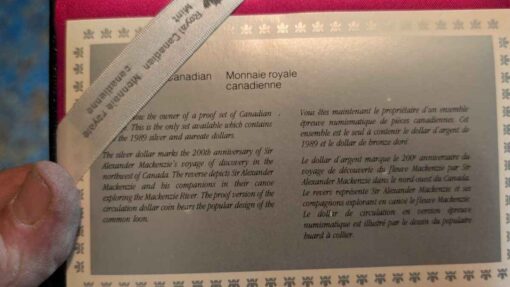 Royal Canadian Mint
Monnaie royale canadienne
Canadian
Monnaie royale
canadienne
the owner of a proof set of Canadian
This is the only set available which contains
the 1989 silver and aureate dollars.
The silver dollar marks the 200th anniversary of Sir
Alexander Mackenzie's voyage of discovery in the
northwest of Canada. The reverse depicts Sir Alexander
Mackenzie and his companions in their canoe
exploring the Mackenzie River. The proof version of the
circulation dollar coin bears the popular design of the
common loon.
Vous êtes maintenant le propriétaire d'un ensemble
épreuve numismatique de pièces canadiennes. Cet
ensemble est le seul à contenir le dollar d'argent de
1989 et le dollar de bronze doré.
Le dollar d'argent marque le 200e anniversaire du
voyage de découverte du fleuve Mackenzie par Sir
Alexander Mackenzie dans le nord-ouest du Canada.
Le revers représente Sir Alexander Mackenzie et ses
compagnons explorant en canot le fleuve Mackenzie.
Le dollar de circulation en version épreuve
numismatique est illustré par le dessin du populaire
huard à collier.